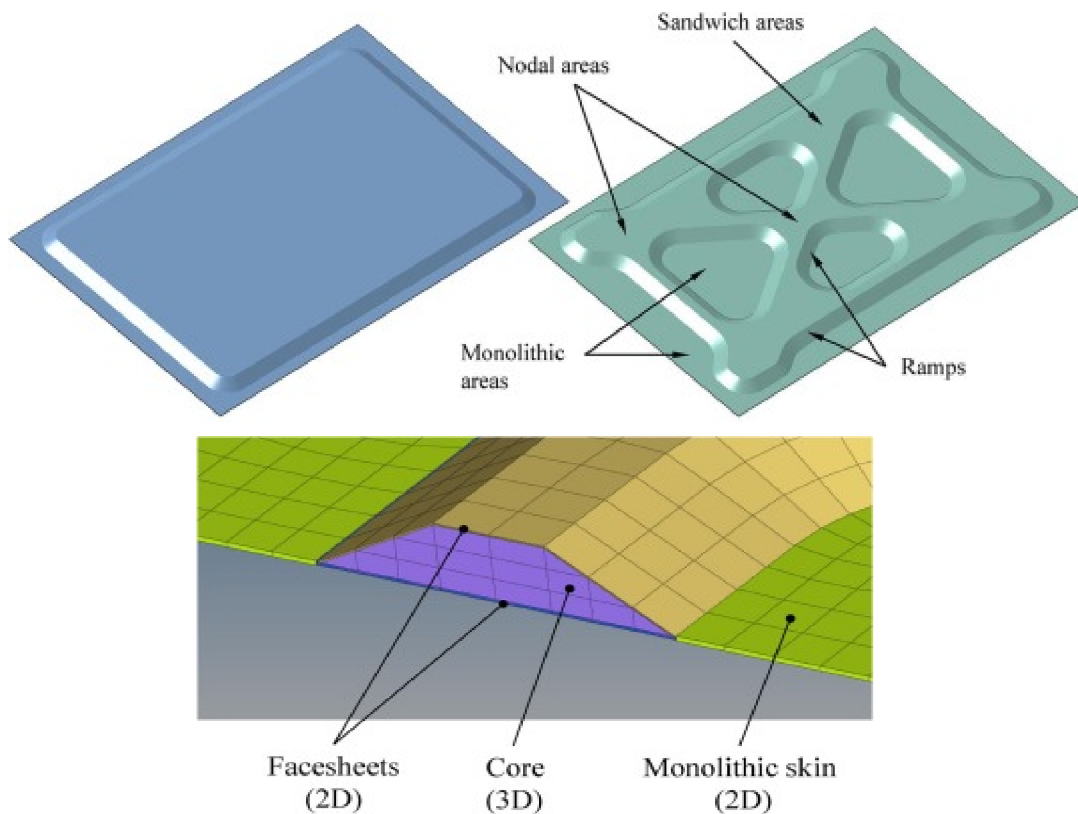 Sandwich areas
Nodal areas
Monolithic
areas
Ramps
Facesheets
(2D)
Core
(3D)
Monolithic skin
(2D)